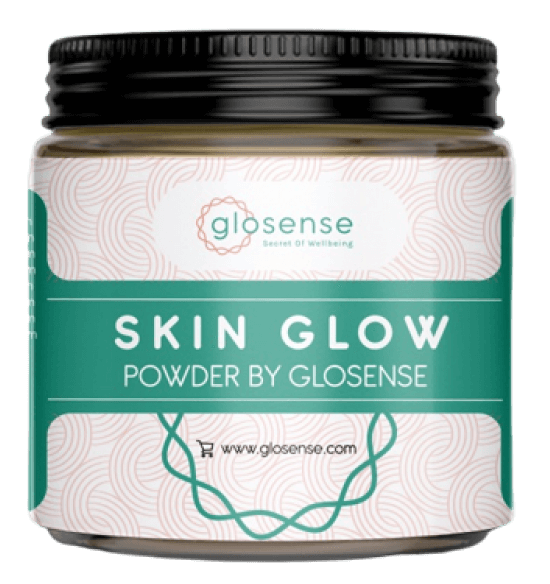 glosense
Secret Of Wellbeing
SKIN GLOW
POWDER BY GLOSENSE
www.glosense.com